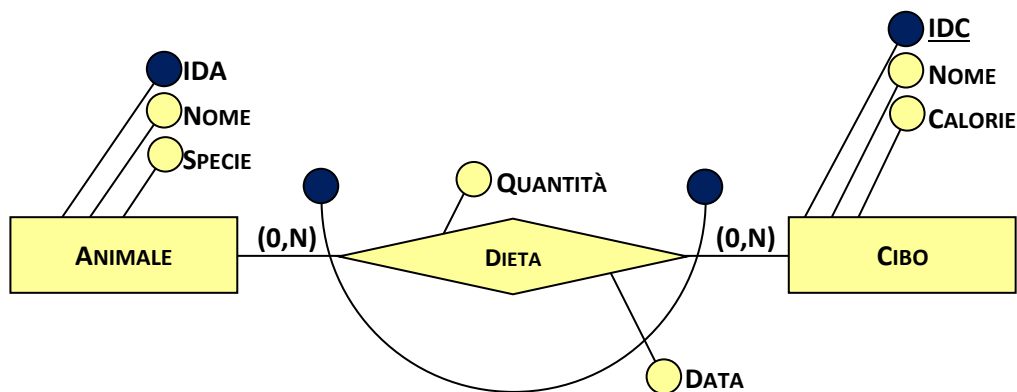 IDA
NOME
SPECIE
ANIMALE
(0,N)
QUANTITÀ
DIETA
DATA
(0,N)
IDC
NOME
CALORIE
CIBO